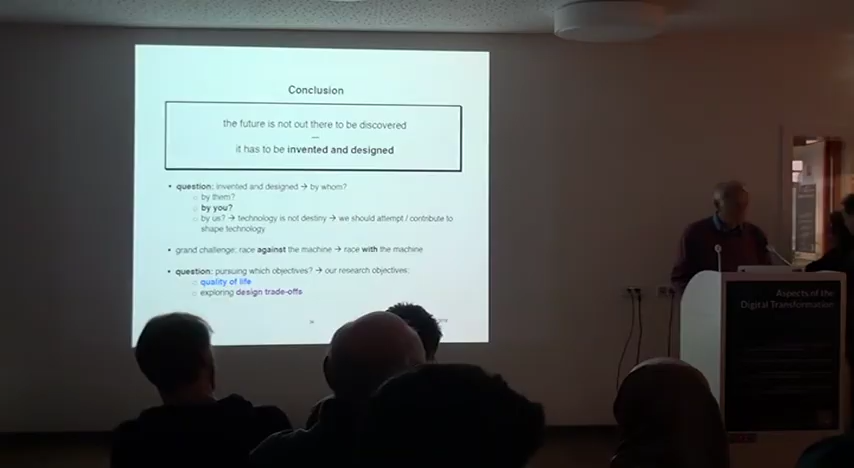 Conclusion
the future is not out there to be discovered
—
it has to be invented and designed
• question: invented and designed → by whom?
○ by them?
○ by you?
○ by us? → technology is not destiny → we should attempt / contribute to
shape technology
• grand challenge: race against the machine → race with the machine
• question: pursuing which objectives? → our research objectives:
○ quality of life
○ exploring design trade-offs
Aspects of the
Digital Transformation